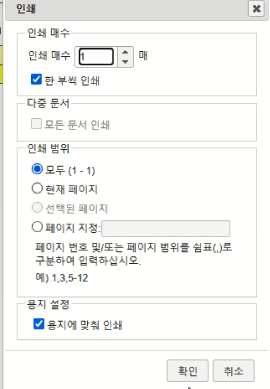 인쇄
인쇄 매수
인쇄 매수 1 매
한 부씩 인쇄
다중 문서
모든 문서 인쇄
인쇄 범위
모두 (1 - 1)
현재 페이지
선택된 페이지
페이지 지정:
페이지 번호 및/또는 페이지 범위를 쉼표(,)로
구분하여 입력하십시오.
예) 1,3,5-12
용지 설정
용지에 맞춰 인쇄
확인 취소